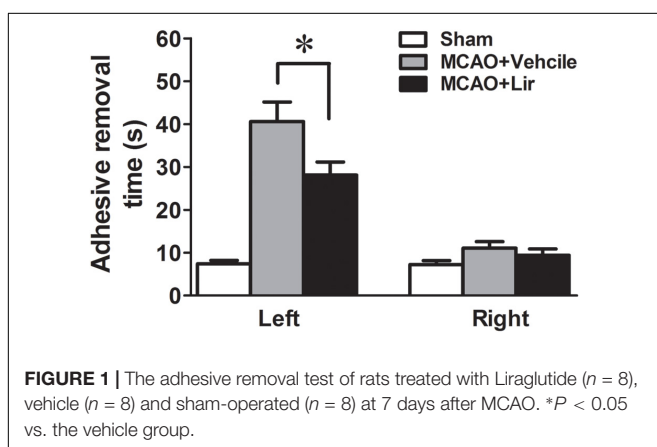 60
50
40
30
20
10
0
Adhesive removal
time (s)
*
Sham
MCAO+Vehcile
MCAO+Lir
Left
Right
FIGURE 1 | The adhesive removal test of rats treated with Liraglutide (n = 8),
vehicle (n = 8) and sham-operated (n = 8) at 7 days after MCAO. *P < 0.05
vs. the vehicle group.